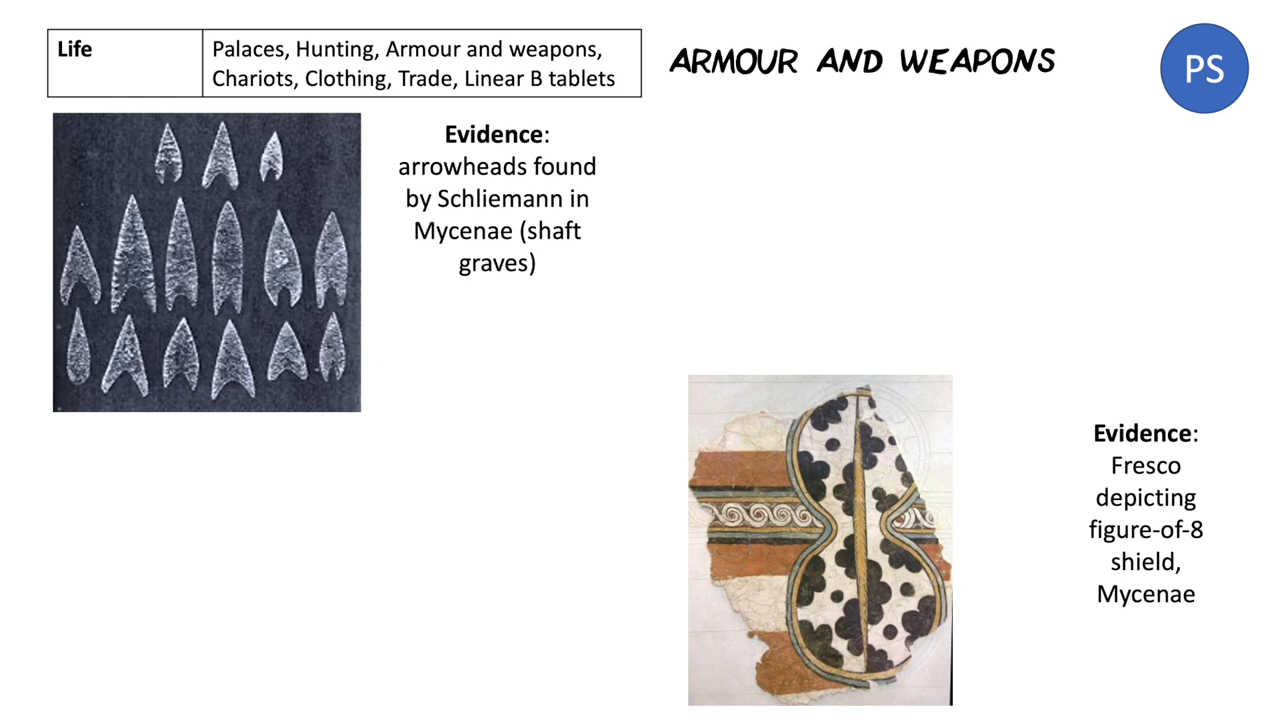 Life
Palaces, Hunting, Armour and weapons,
Chariots, Clothing, Trade, Linear B tablets
ARMOUR AND WEAPONS
PS
Evidence:
arrowheads found
by Schliemann in
Mycenae (shaft
graves)
Evidence:
Fresco
depicting
figure-of-8
shield,
Mycenae